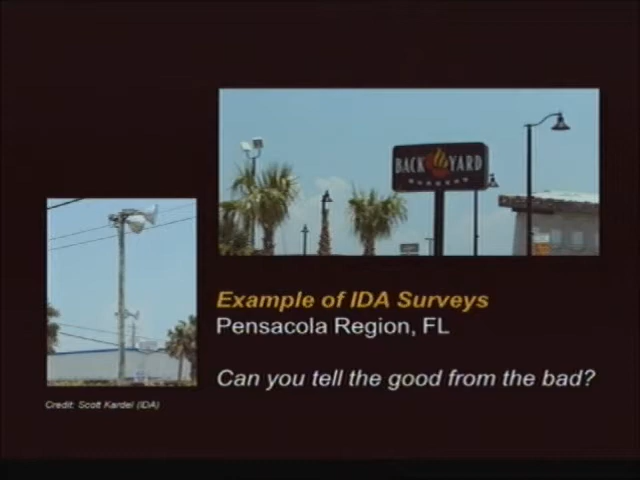 BACK YARD
BURGERS
Example of IDA Surveys
Pensacola Region, FL
Can you tell the good from the bad?
Credit: Scott Kardel (IDA)